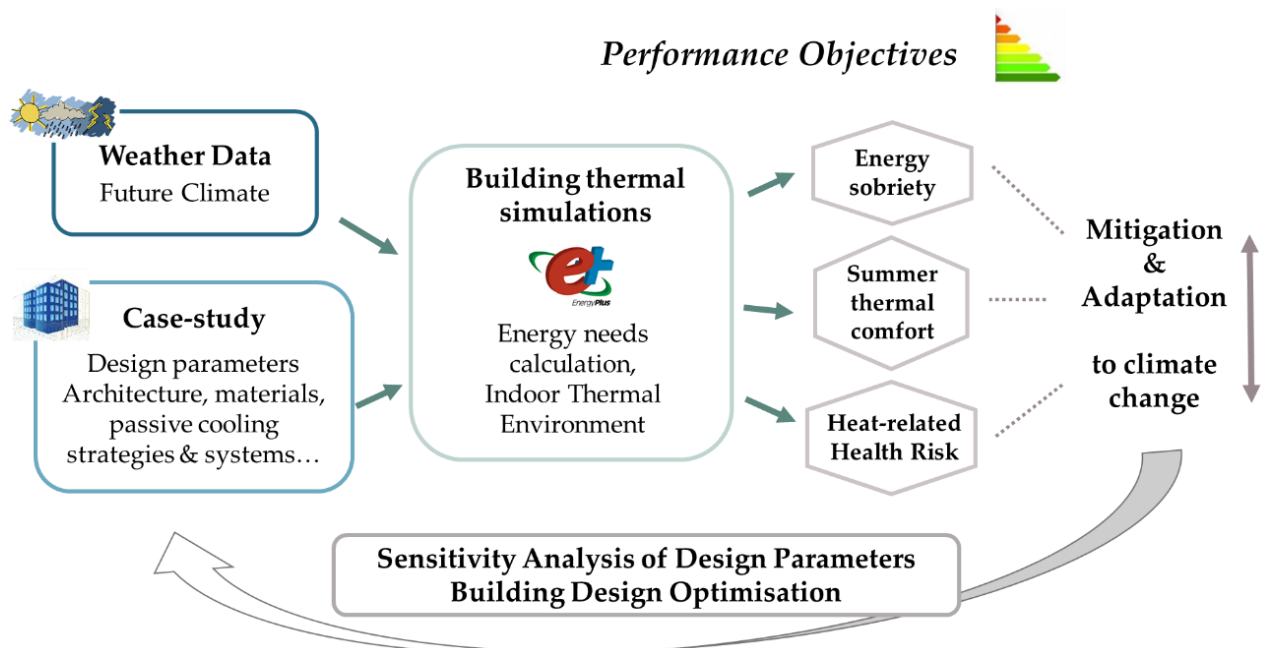 Performance Objectives
Weather Data
Future Climate
Case-study
Design parameters
Architecture, materials,
passive cooling
strategies & systems...
Building thermal
simulations
e+
EnergyPlus
Energy needs
calculation,
Indoor Thermal
Environment
Energy
sobriety
Summer
thermal
comfort
Heat-related
Health Risk
Mitigation
&
Adaptation
to climate
change
Sensitivity Analysis of Design Parameters
Building Design Optimisation